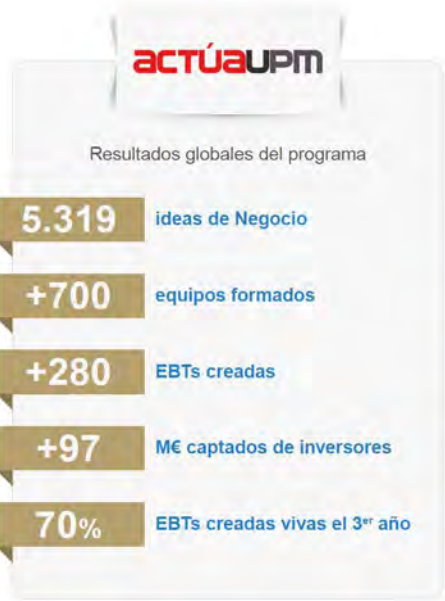 actúaupm
Resultados globales del programa
5.319 ideas de Negocio
+700 equipos formados
+280 EBTs creadas
+97 M€ captados de inversores
70% EBTs creadas vivas el 3er año